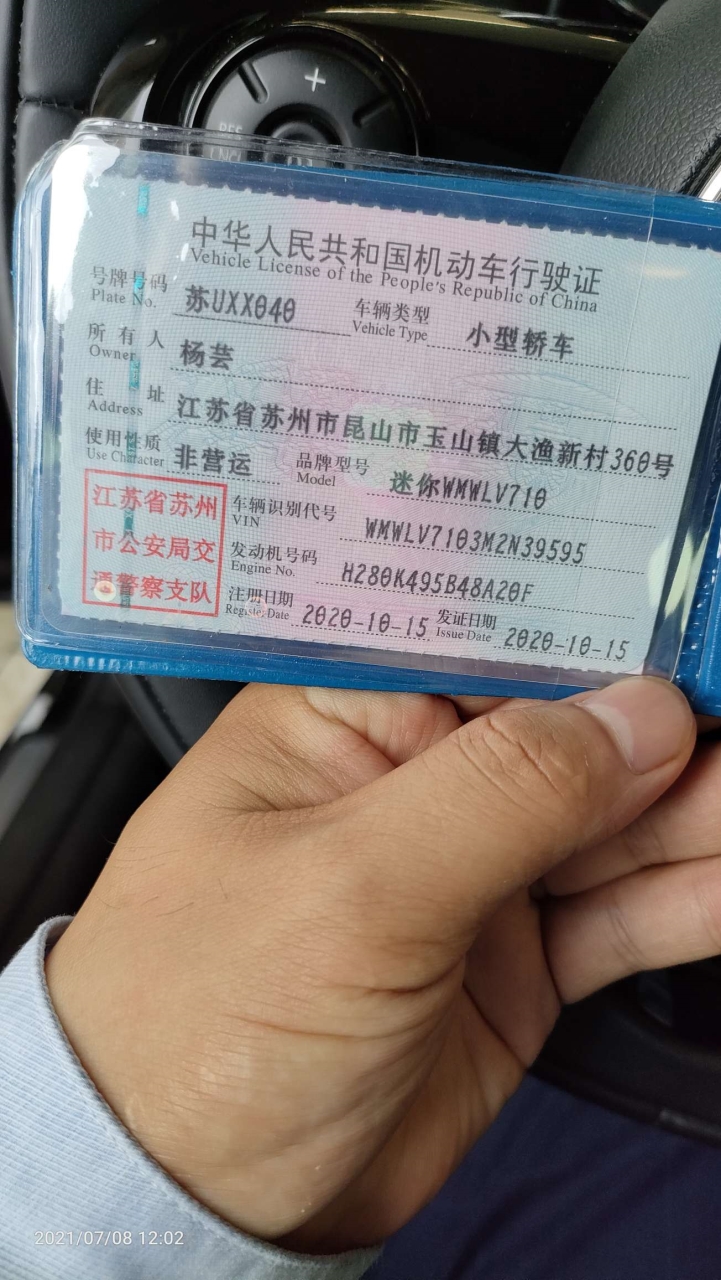 RES
CNCL
中华人民共和国机动车行驶证
Vehicle License of the People's Republic of China
号牌号码 苏UXX040 车辆类型 小型轿车
Plate No. Vehicle Type
所有人 杨芸
Owner
住址 江苏省苏州市昆山市玉山镇大渔新村360号
Address
使用性质 非营运 品牌型号 迷你WMWLV710
Use Character Model
江苏省苏州
市公安局交
通警察支队
车辆识别代号 WMWLV7103M2N39595
VIN
发动机号码 H280K495B48A20F
Engine No.
注册日期 2020-10-15 发证日期 2020-10-15
Register Date Issue Date
2021/07/08 12:02